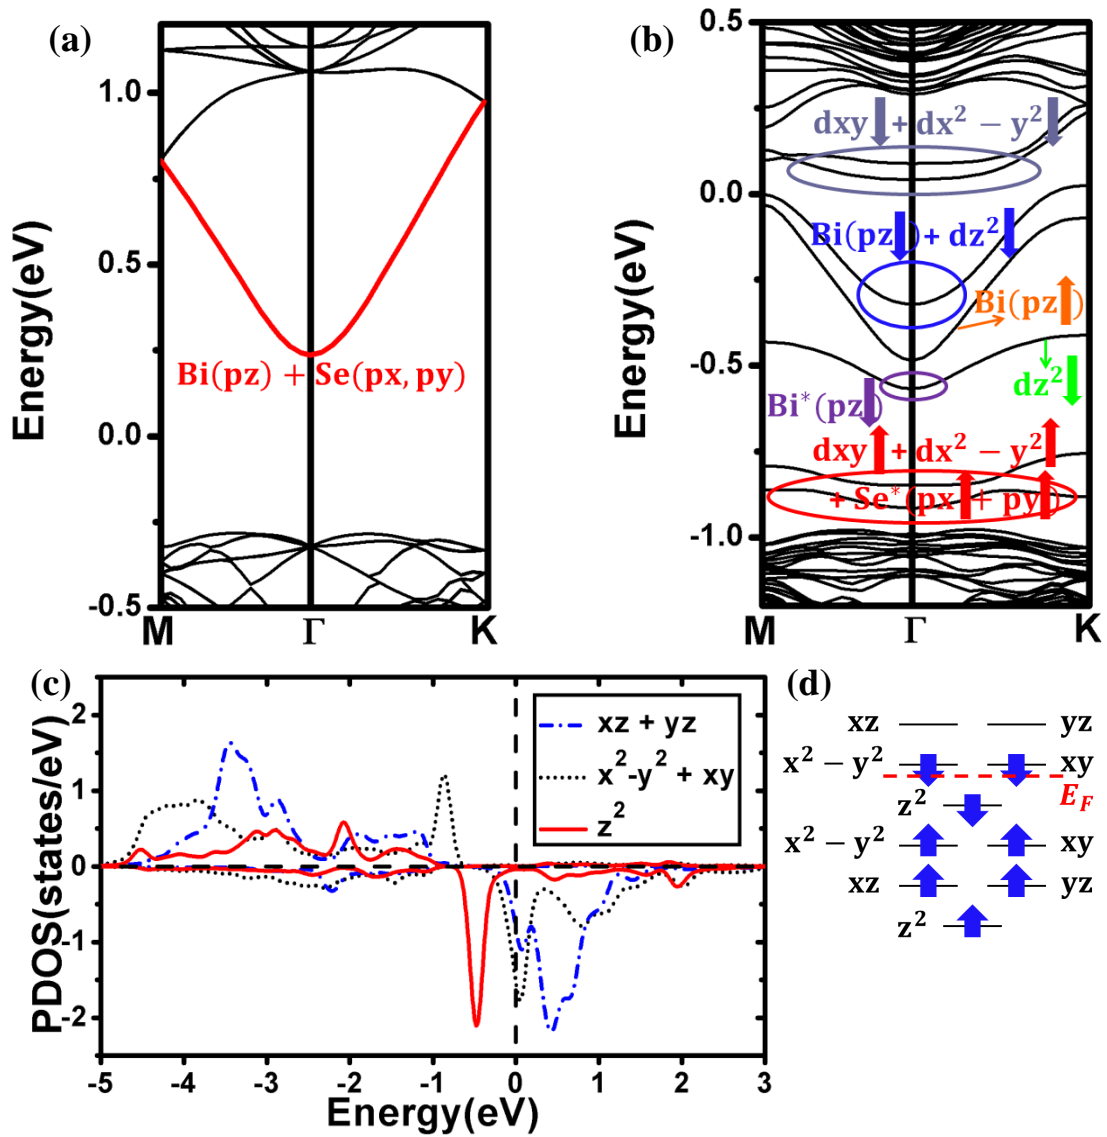 (a)
Energy(eV)
1.0
0.5
0.0
-0.5
Bi(pz) + Se(px, py)
M Γ K
(b)
Energy(eV)
0.5
0.0
-0.5
-1.0
dxy + dx² − y²
Bi(pz) + dz²
Bi(pz)
dz²
Bi*(pz)
dxy + dx² − y²
+ Se*(px + py)
M Γ K
(c)
PDOS(states/eV)
2
1
0
0
-1
-2
xz + yz
x²-y² + xy
z²
-5 -4 -3 -2 -1 0 1 2 3
Energy(eV)
(d)
xz yz
x² − y² xy
E_F
z²
x² − y² xy
xz yz
z²